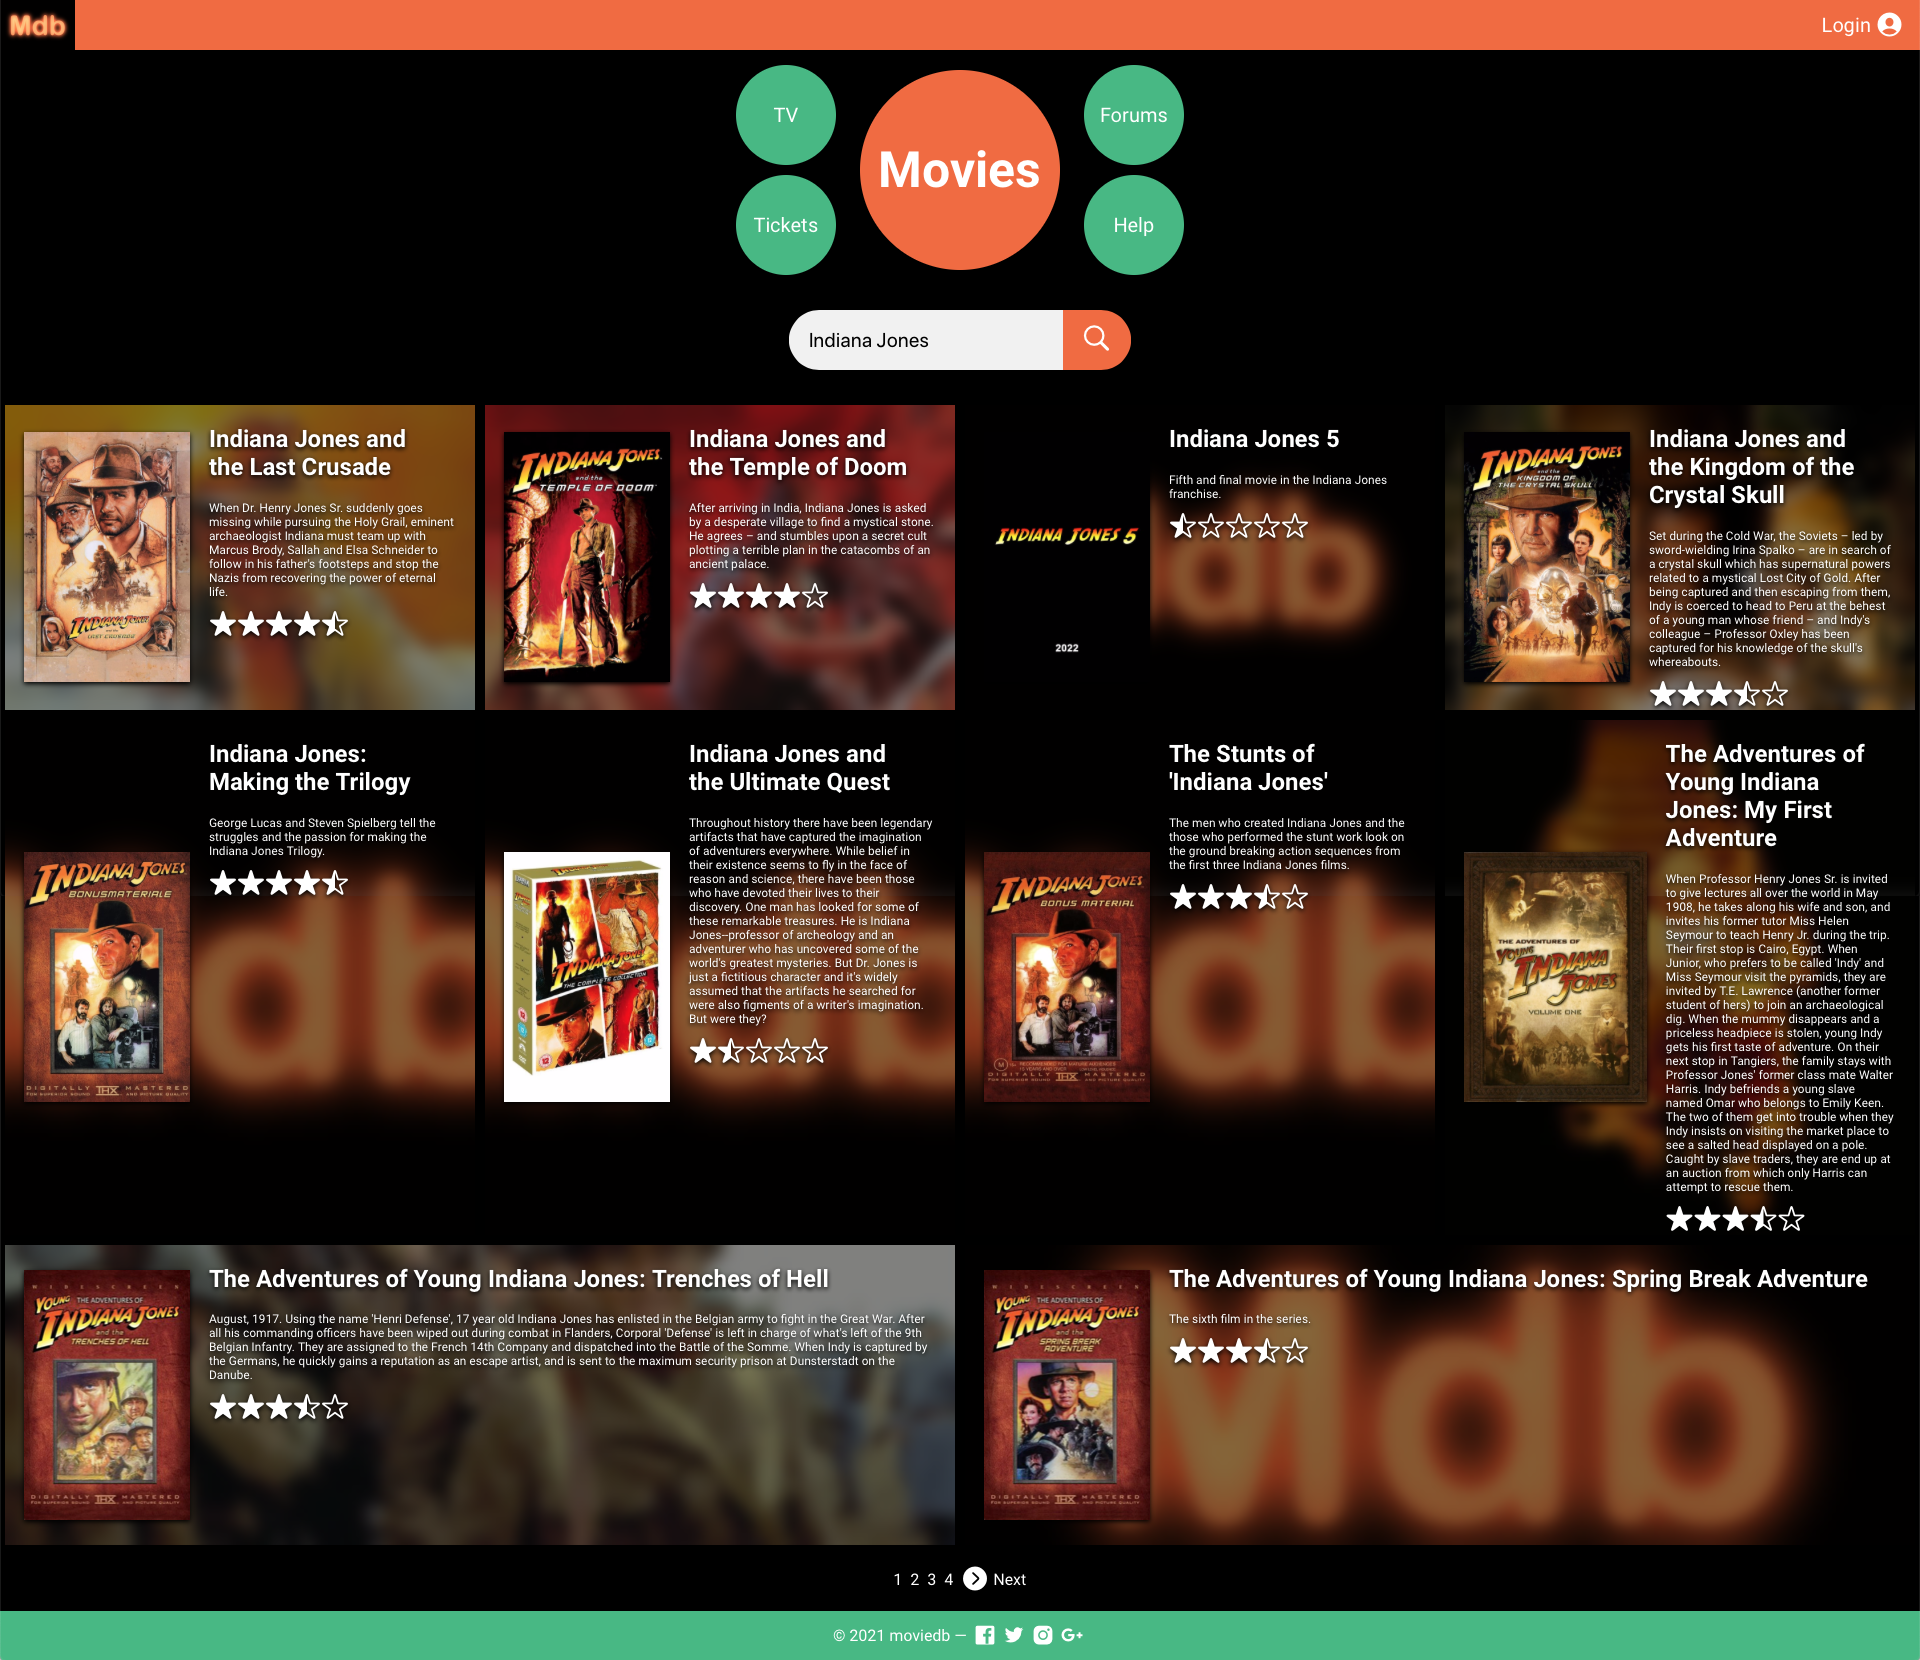 Mdb
Login
TV
Movies
Forums
Tickets
Help
Indiana Jones
Indiana Jones and
the Last Crusade
When Dr. Henry Jones Sr. suddenly goes
missing while pursuing the Holy Grail, eminent
archaeologist Indiana must team up with
Marcus Brody, Sallah and Elsa Schneider to
follow in his father's footsteps and stop the
Nazis from recovering the power of eternal
life.
INDIANA JONES
LAST CRUSADE
Indiana Jones and
the Temple of Doom
After arriving in India, Indiana Jones is asked
by a desperate village to find a mystical stone.
He agrees – and stumbles upon a secret cult
plotting a terrible plan in the catacombs of an
ancient palace.
INDIANA JONES
and the
TEMPLE OF DOOM
Indiana Jones 5
Fifth and final movie in the Indiana Jones
franchise.
INDIANA JONES 5
2022
Indiana Jones and
the Kingdom of the
Crystal Skull
Set during the Cold War, the Soviets – led by
sword-wielding Irina Spalko – are in search of
a crystal skull which has supernatural powers
related to a mystical Lost City of Gold. After
being captured and then escaping from them,
Indy is coerced to head to Peru at the behest
of a young man whose friend – and Indy's
colleague – Professor Oxley has been
captured for his knowledge of the skull's
whereabouts.
INDIANA JONES
and the
KINGDOM OF
THE CRYSTAL SKULL
Indiana Jones:
Making the Trilogy
George Lucas and Steven Spielberg tell the
struggles and the passion for making the
Indiana Jones Trilogy.
INDIANA JONES
BONUSMATERIALE
DIGITALLY THX MASTERED
FOR SUPERIOR SOUND AND PICTURE QUALITY
Indiana Jones and
the Ultimate Quest
Throughout history there have been legendary
artifacts that have captured the imagination
of adventurers everywhere. While belief in
their existence seems to fly in the face of
reason and science, there have been those
who have devoted their lives to their
discovery. One man has looked for some of
these remarkable treasures. He is Indiana
Jones--professor of archeology and an
adventurer who has uncovered some of the
world's greatest mysteries. But Dr. Jones is
just a fictitious character and it's widely
assumed that the artifacts he searched for
were also figments of a writer's imagination.
But were they?
INDIANA JONES
THE COMPLETE COLLECTION
The Stunts of
'Indiana Jones'
The men who created Indiana Jones and the
those who performed the stunt work look on
the ground breaking action sequences from
the first three Indiana Jones films.
INDIANA JONES
BONUS MATERIAL
DIGITALLY THX MASTERED
FOR SUPERIOR SOUND AND PICTURE QUALITY
The Adventures of
Young Indiana
Jones: My First
Adventure
When Professor Henry Jones Sr. is invited
to give lectures all over the world in May
1908, he takes along his wife and son, and
invites his former tutor Miss Helen
Seymour to teach Henry Jr. during the trip.
Their first stop is Cairo, Egypt. When
Junior, who prefers to be called 'Indy' and
Miss Seymour visit the pyramids, they are
invited by T.E. Lawrence (another former
student of hers) to join an archaeological
dig. When the mummy disappears and a
priceless headpiece is stolen, young Indy
gets his first taste of adventure. On their
next stop in Tangiers, the family stays with
Professor Jones' former class mate Walter
Harris. Indy befriends a young slave
named Omar who belongs to Emily Keen.
The two of them get into trouble when they
Indy insists on visiting the market place to
see a salted head displayed on a pole.
Caught by slave traders, they are end up at
an auction from which only Harris can
attempt to rescue them.
THE ADVENTURES OF
YOUNG
INDIANA
JONES
VOLUME ONE
The Adventures of Young Indiana Jones: Trenches of Hell
August, 1917. Using the name 'Henri Defense', 17 year old Indiana Jones has enlisted in the Belgian army to fight in the Great War. After
all his commanding officers have been wiped out during combat in Flanders, Corporal 'Defense' is left in charge of what's left of the 9th
Belgian Infantry. They are assigned to the French 14th Company and dispatched into the Battle of the Somme. When Indy is captured by
the Germans, he quickly gains a reputation as an escape artist, and is sent to the maximum security prison at Dunsterstadt on the
Danube.
WIDESCREEN
YOUNG THE ADVENTURES OF
INDIANA JONES
and the
TRENCHES OF HELL
DIGITALLY THX MASTERED
FOR SUPERIOR SOUND AND PICTURE QUALITY
The Adventures of Young Indiana Jones: Spring Break Adventure
The sixth film in the series.
WIDESCREEN
YOUNG THE ADVENTURES OF
INDIANA JONES
and the
SPRING BREAK
ADVENTURE
DIGITALLY THX MASTERED
FOR SUPERIOR SOUND AND PICTURE QUALITY
Mdb
1 2 3 4 Next
© 2021 moviedb —